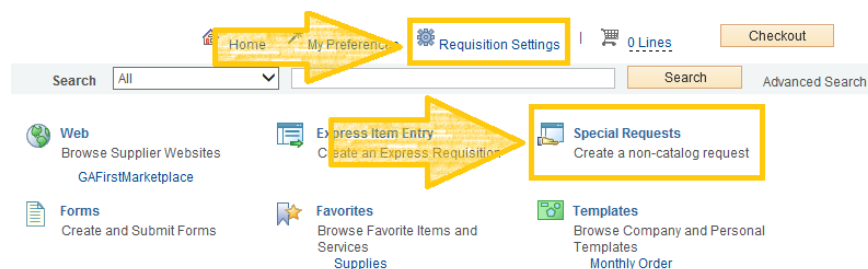 Home My Preferences Requisition Settings | 0 Lines Checkout
Search All Search Advanced Search
Web Express Item Entry Special Requests
Browse Supplier Websites Create an Express Requisition Create a non-catalog request
GAFirstMarketplace
Forms Favorites Templates
Create and Submit Forms Browse Favorite Items and Browse Company and Personal
Services Templates
Supplies Monthly Order